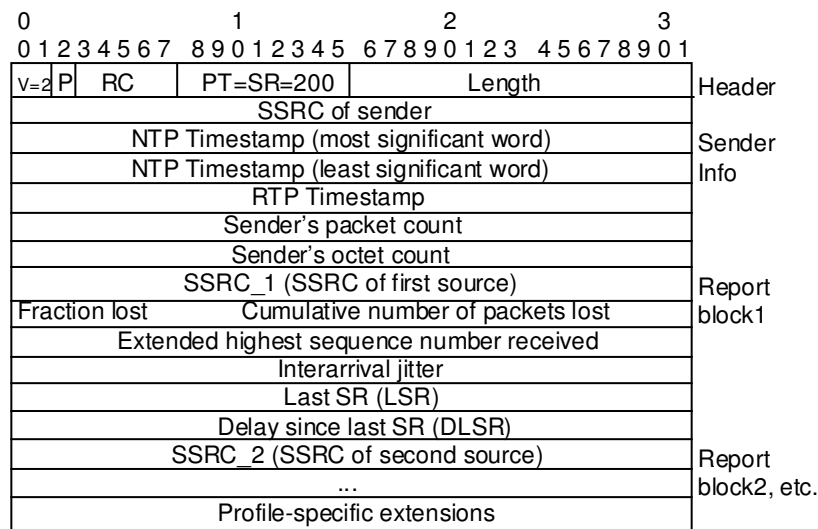 0 1 2 3
0 1 2 3 4 5 6 7 8 9 0 1 2 3 4 5 6 7 8 9 0 1 2 3 4 5 6 7 8 9 0 1
V=2 P RC PT=SR=200 Length Header
SSRC of sender
NTP Timestamp (most significant word) Sender
NTP Timestamp (least significant word) Info
RTP Timestamp
Sender's packet count
Sender's octet count
SSRC_1 (SSRC of first source) Report
Fraction lost Cumulative number of packets lost block1
Extended highest sequence number received
Interarrival jitter
Last SR (LSR)
Delay since last SR (DLSR)
SSRC_2 (SSRC of second source) Report
... block2, etc.
Profile-specific extensions